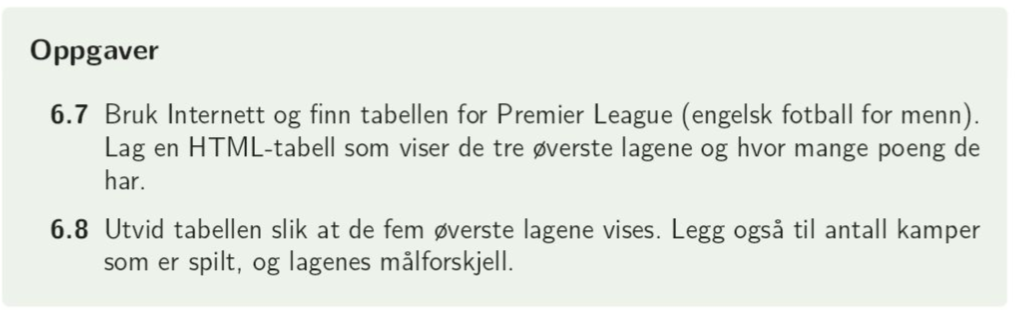 Oppgaver
6.7 Bruk Internett og finn tabellen for Premier League (engelsk fotball for menn).
Lag en HTML-tabell som viser de tre øverste lagene og hvor mange poeng de
har.
6.8 Utvid tabellen slik at de fem øverste lagene vises. Legg også til antall kamper
som er spilt, og lagenes målforskjell.